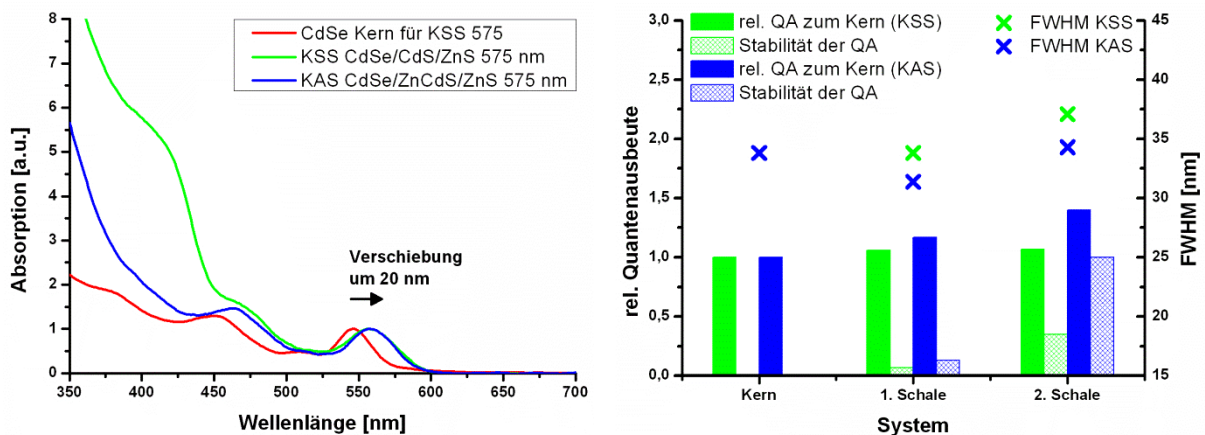 CdSe Kern für KSS 575
KSS CdSe/CdS/ZnS 575 nm
KAS CdSe/ZnCdS/ZnS 575 nm
Verschiebung
um 20 nm
8
7
6
5
4
3
2
1
0
Absorption [a.u.]
350 400 450 500 550 600 650 700
Wellenlänge [nm]
rel. QA zum Kern (KSS)
Stabilität der QA
rel. QA zum Kern (KAS)
Stabilität der QA
FWHM KSS
FWHM KAS
3,0
2,5
2,0
1,5
1,0
0,5
0,0
rel. Quantenausbeute
45
40
35
30
25
20
15
FWHM [nm]
Kern 1. Schale 2. Schale
System